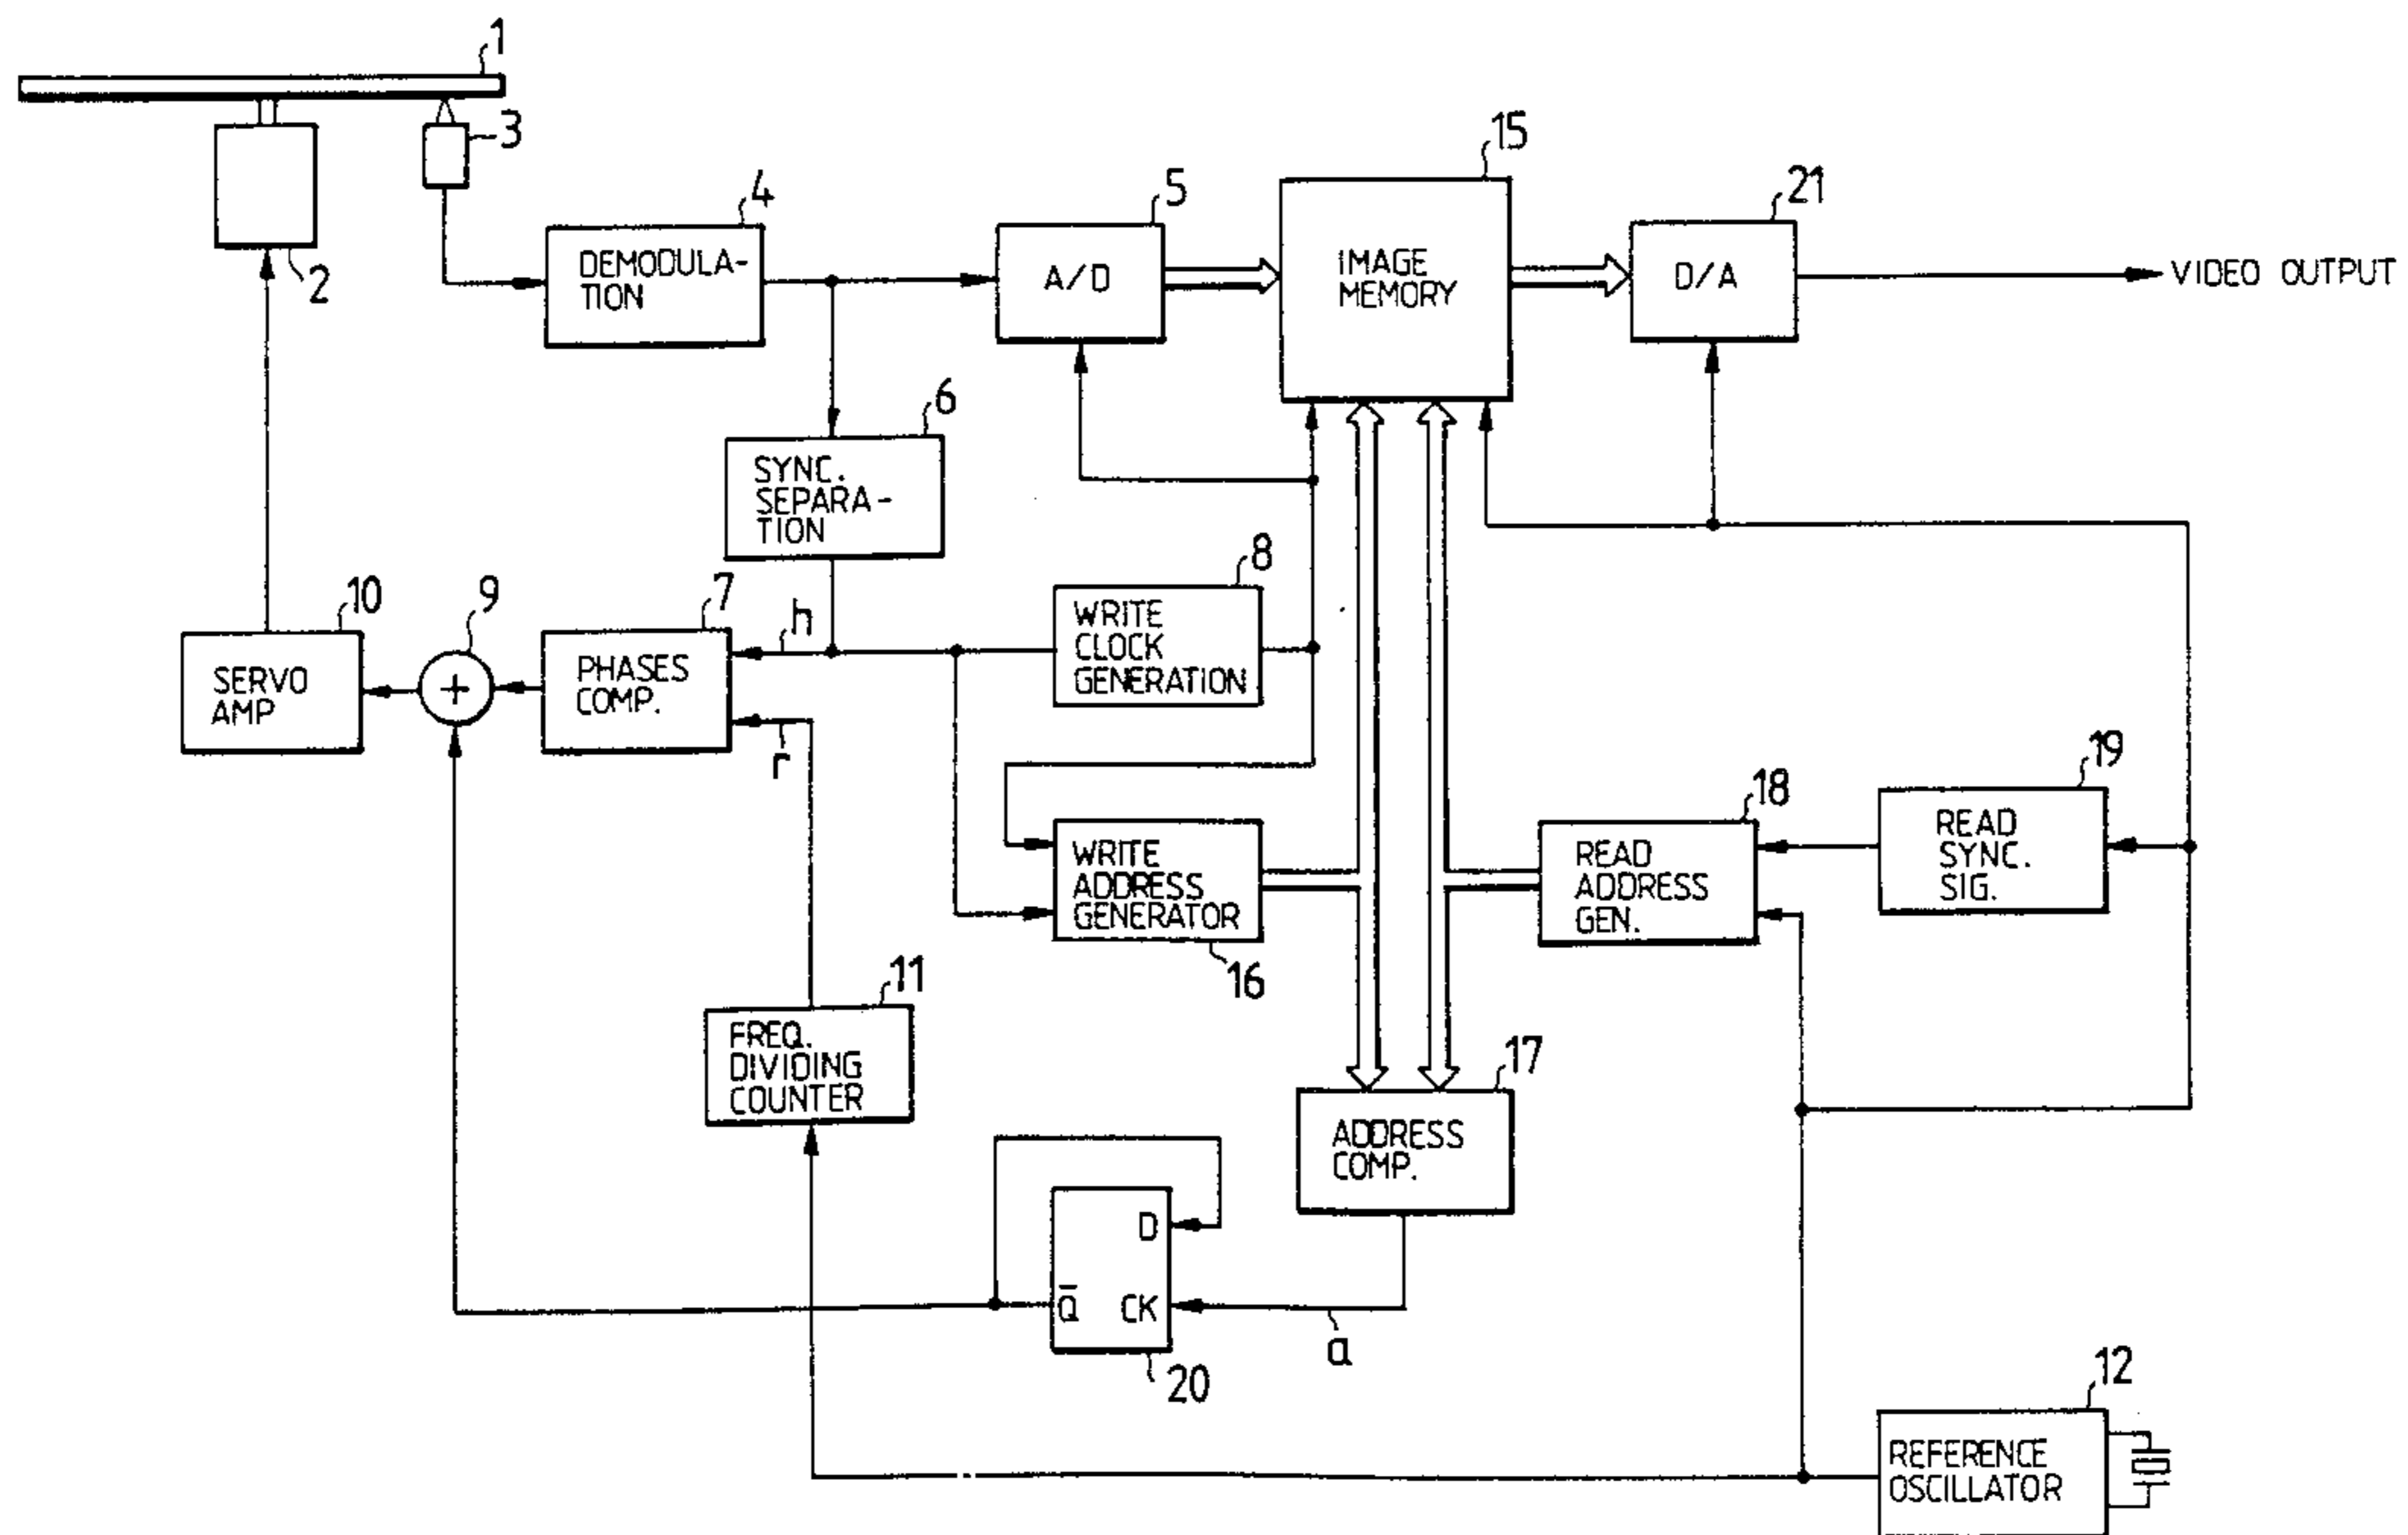 1
3
2
4
DEMODULA-
TION
5
A/D
15
IMAGE
MEMORY
21
D/A
VIDEO OUTPUT
6
SYNC.
SEPARA-
TION
10
SERVO
AMP
9
+
7
PHASES
COMP.
h
r
8
WRITE
CLOCK
GENERATION
WRITE
ADDRESS
GENERATOR
16
18
READ
ADDRESS
GEN.
19
READ
SYNC.
SIG.
11
FREQ.
DIVIDING
COUNTER
17
ADDRESS
COMP.
D
Q̅ CK
20
a
12
REFERENCE
OSCILLATOR